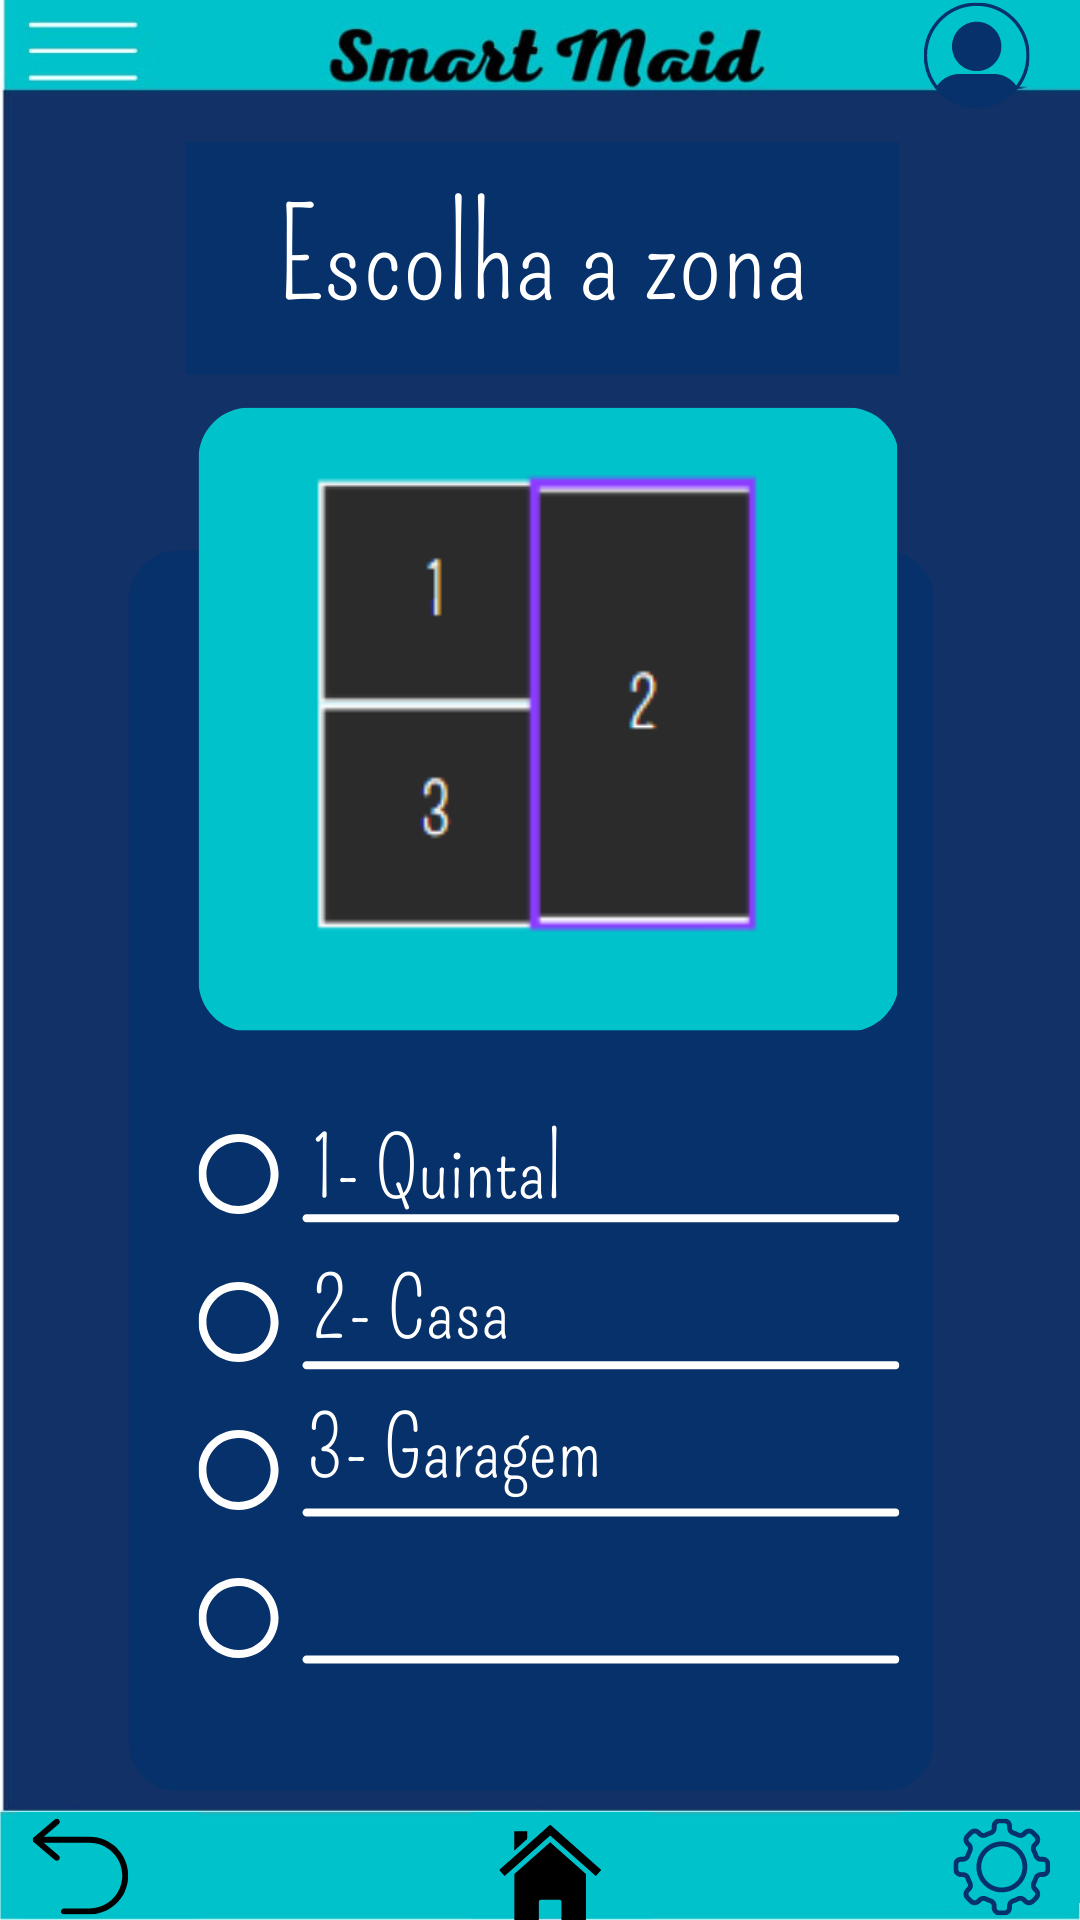 Smart Maid
Escolha a zona
1
2
3
1- Quintal
2- Casa
3- Garagem